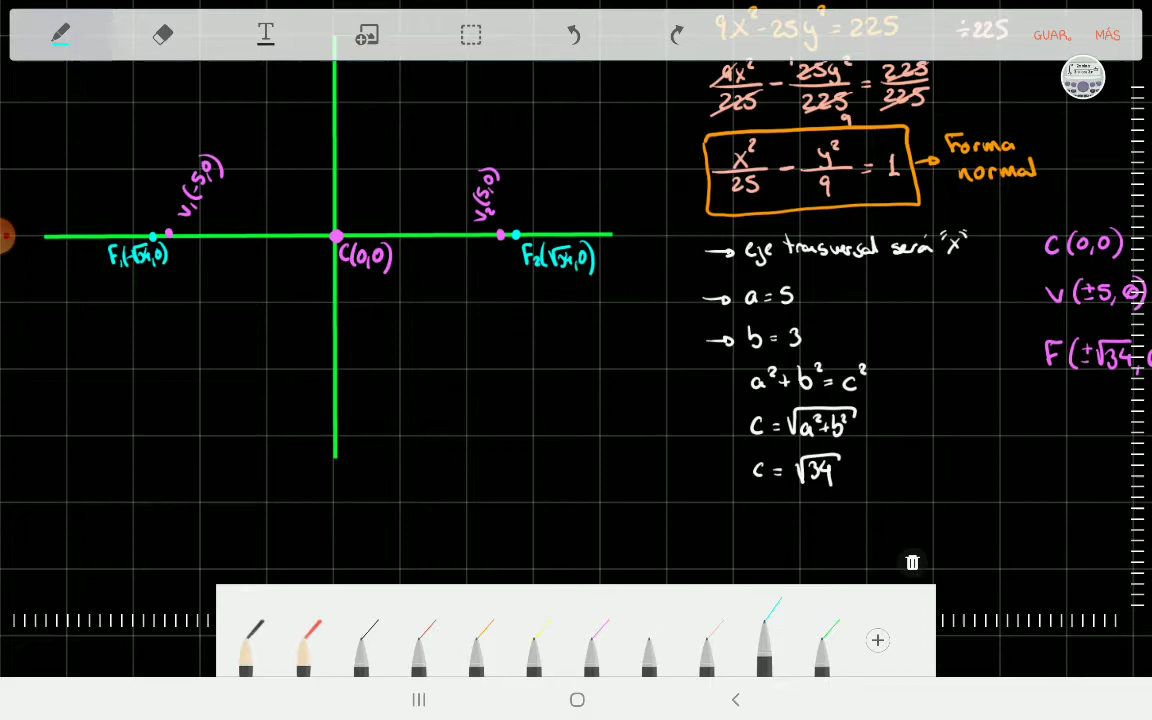 T
GUAR.
MÁS
9x² - 25y² = 225 ÷225
9x²/225 - 25y²/225 = 225/225
9
x²/25 - y²/9 = 1 → Forma normal
→ eje transversal será "x"
→ a = 5
→ b = 3
a² + b² = c²
c = √a²+b²
c = √34
C (0,0)
V (±5, 0)
F (±√34,
V₁(-5,0)
V₂(5,0)
F₁(-√34,0)
C(0,0)
F₂(√34,0)